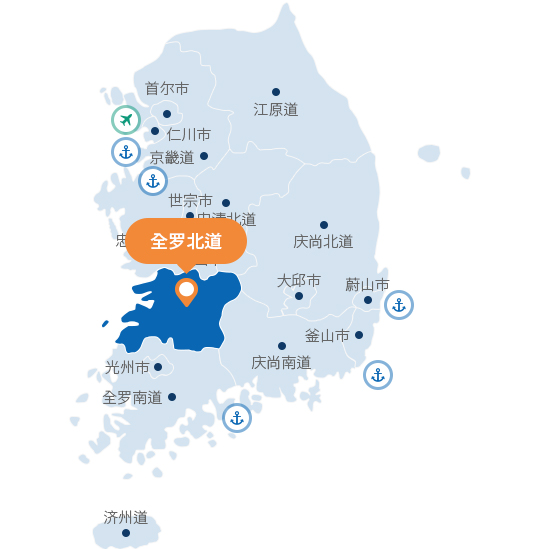 首尔市
江原道
仁川市
京畿道
世宗市
忠清北道
全罗北道
庆尚北道
大邱市
蔚山市
釜山市
庆尚南道
光州市
全罗南道
济州道